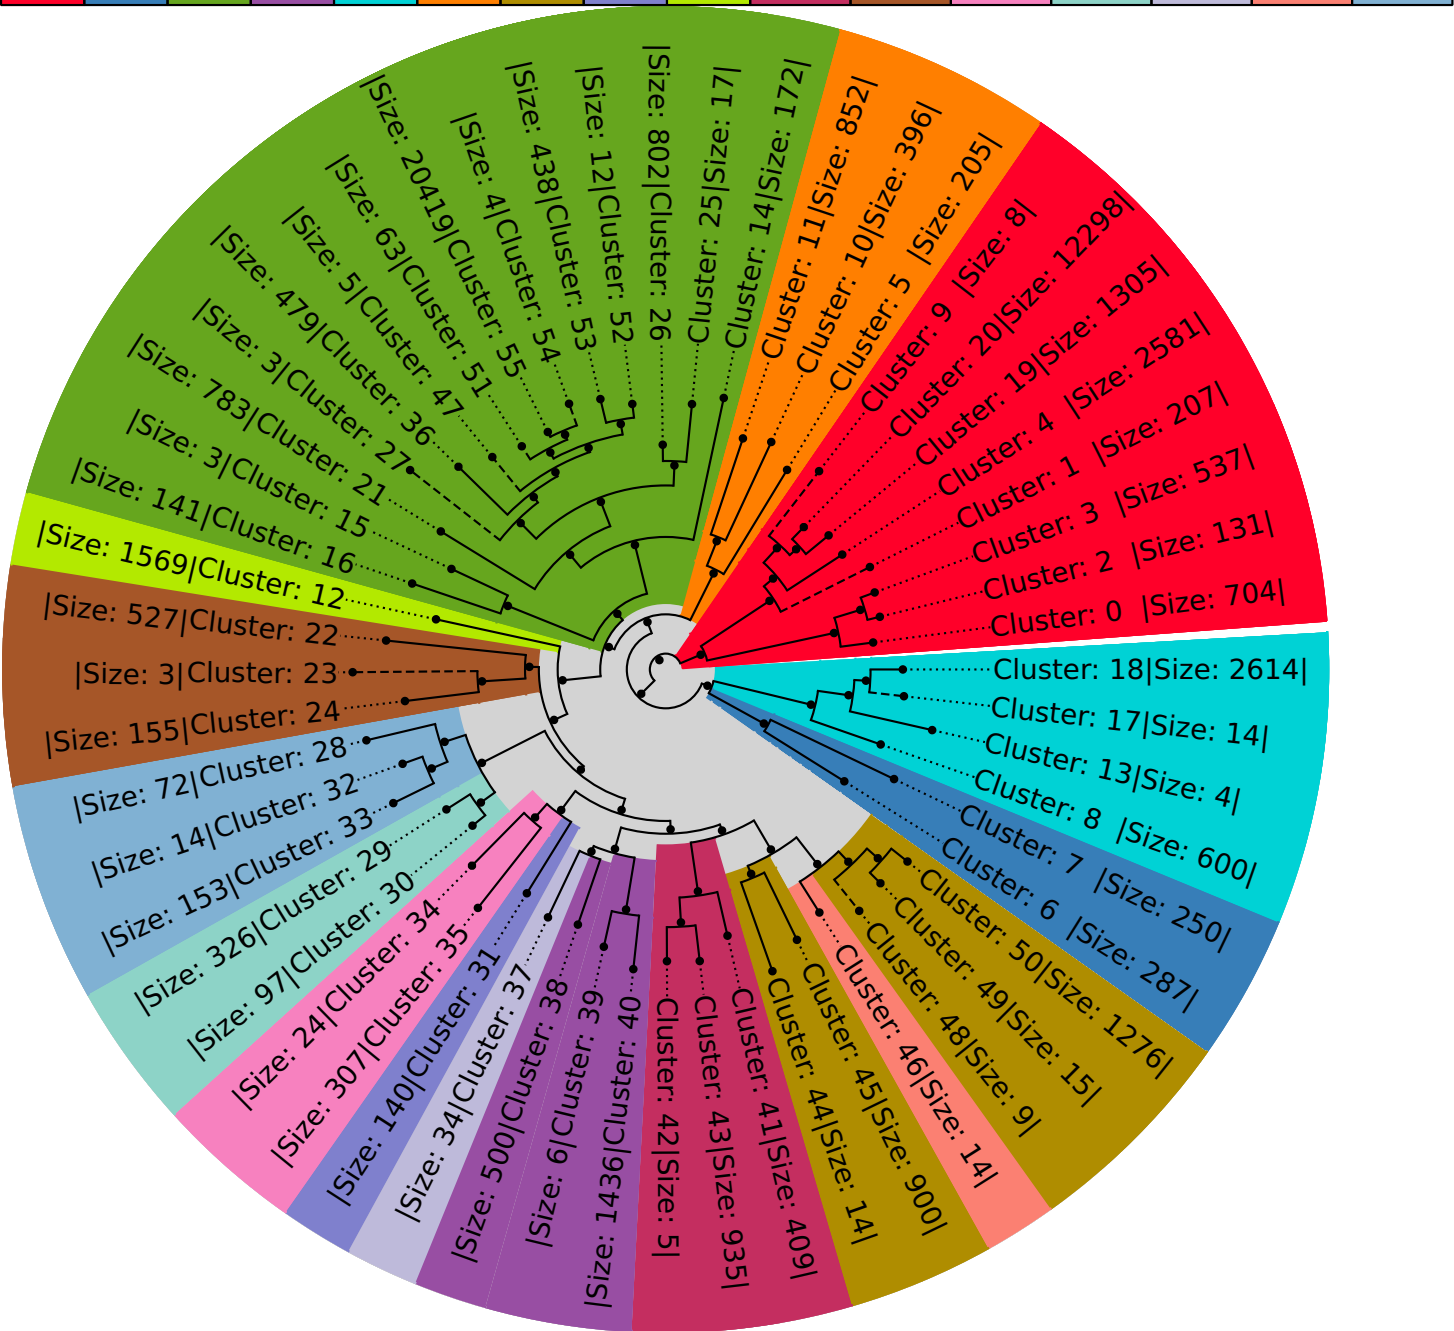 Cluster: 0  |Size: 704|
Cluster: 2  |Size: 131|
Cluster: 3  |Size: 537|
Cluster: 1  |Size: 207|
Cluster: 4  |Size: 2581|
Cluster: 19|Size: 1305|
Cluster: 20|Size: 12298|
Cluster: 9  |Size: 8|
Cluster: 5  |Size: 205|
Cluster: 10|Size: 396|
Cluster: 11|Size: 852|
Cluster: 14|Size: 172|
Cluster: 25|Size: 17|
|Size: 802|Cluster: 26
|Size: 12|Cluster: 52
|Size: 438|Cluster: 53
|Size: 4|Cluster: 54
|Size: 20419|Cluster: 55
|Size: 63|Cluster: 51
|Size: 5|Cluster: 47
|Size: 479|Cluster: 36
|Size: 3|Cluster: 27
|Size: 783|Cluster: 21
|Size: 3|Cluster: 15
|Size: 141|Cluster: 16
|Size: 1569|Cluster: 12
|Size: 527|Cluster: 22
|Size: 3|Cluster: 23
|Size: 155|Cluster: 24
|Size: 72|Cluster: 28
|Size: 14|Cluster: 32
|Size: 153|Cluster: 33
|Size: 326|Cluster: 29
|Size: 97|Cluster: 30
|Size: 24|Cluster: 34
|Size: 307|Cluster: 35
|Size: 140|Cluster: 31
|Size: 34|Cluster: 37
|Size: 500|Cluster: 38
|Size: 6|Cluster: 39
|Size: 1436|Cluster: 40
Cluster: 42|Size: 5|
Cluster: 43|Size: 935|
Cluster: 41|Size: 409|
Cluster: 44|Size: 14|
Cluster: 45|Size: 900|
Cluster: 46|Size: 14|
Cluster: 48|Size: 9|
Cluster: 49|Size: 15|
Cluster: 50|Size: 1276|
Cluster: 6  |Size: 287|
Cluster: 7  |Size: 250|
Cluster: 8  |Size: 600|
Cluster: 13|Size: 4|
Cluster: 17|Size: 14|
Cluster: 18|Size: 2614|